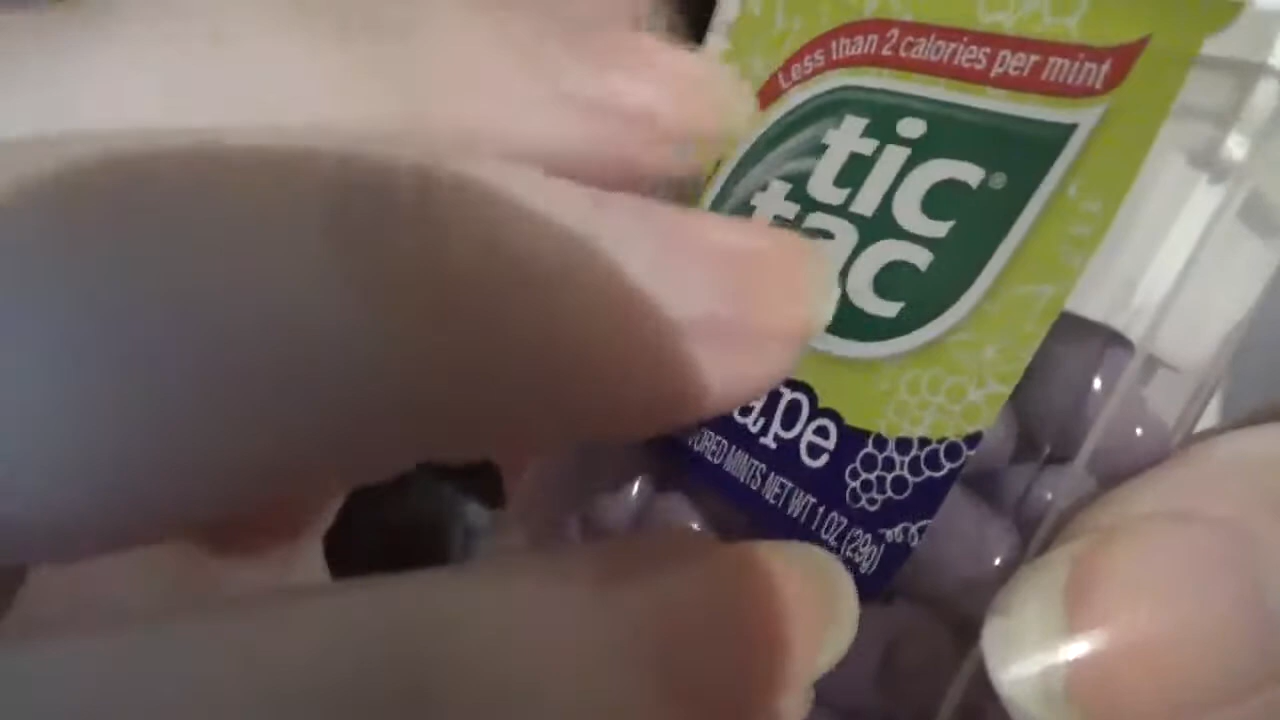 Less than 2 calories per mint
tic
tac
ape
ORED MINTS NET WT 1 OZ (29g)